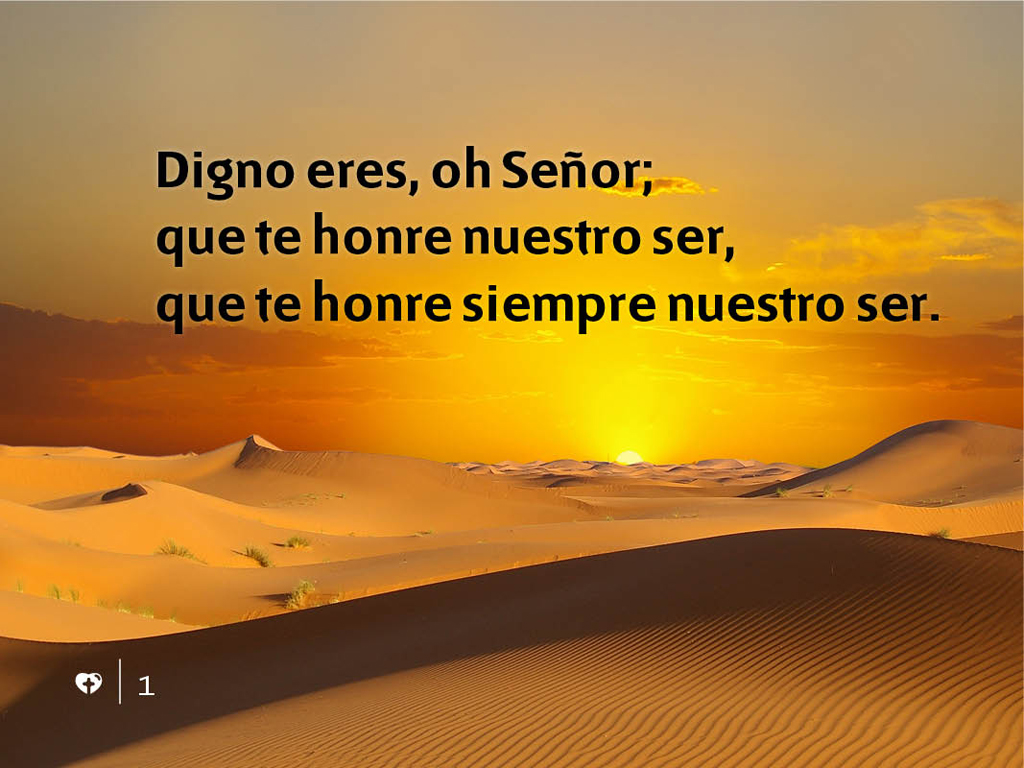 Digno eres, oh Señor;
que te honre nuestro ser,
que te honre siempre nuestro ser.
1